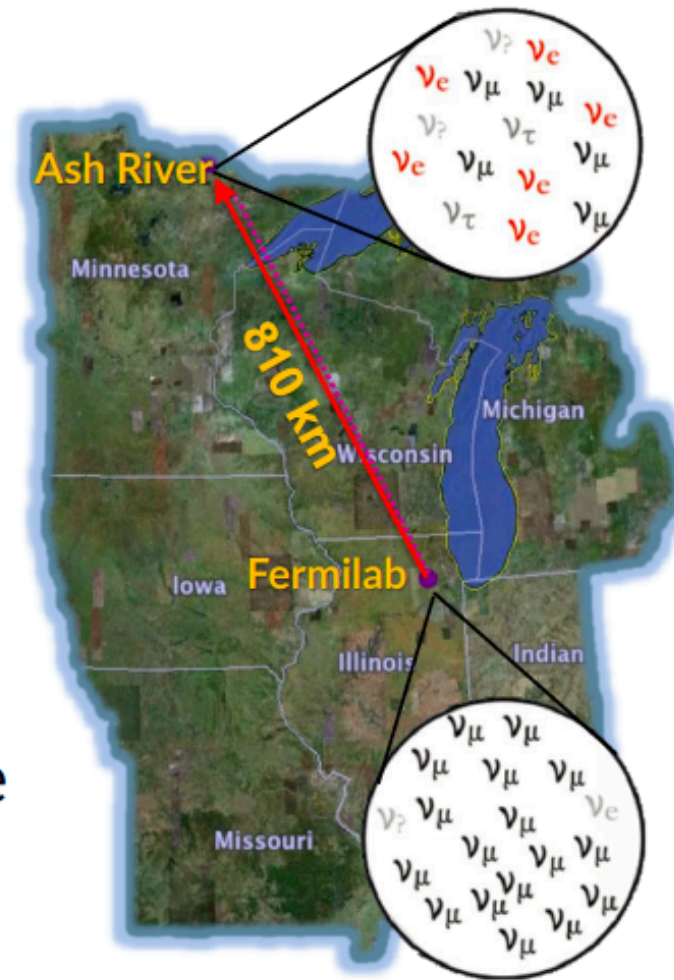 ν? νe
νe νμ νμ νe
ν? ντ νμ
νe νμ νe
ντ νe νμ
Ash River
Minnesota
810 km
Michigan
Wisconsin
Fermilab
Iowa
Illinois
Indian
νμ νμ
νμ νμ νμ
e
ν? νμ νμ νe
Missouri
νμ νμ νμ
νμ νμ νμ
νμ νμ νμ
νμ